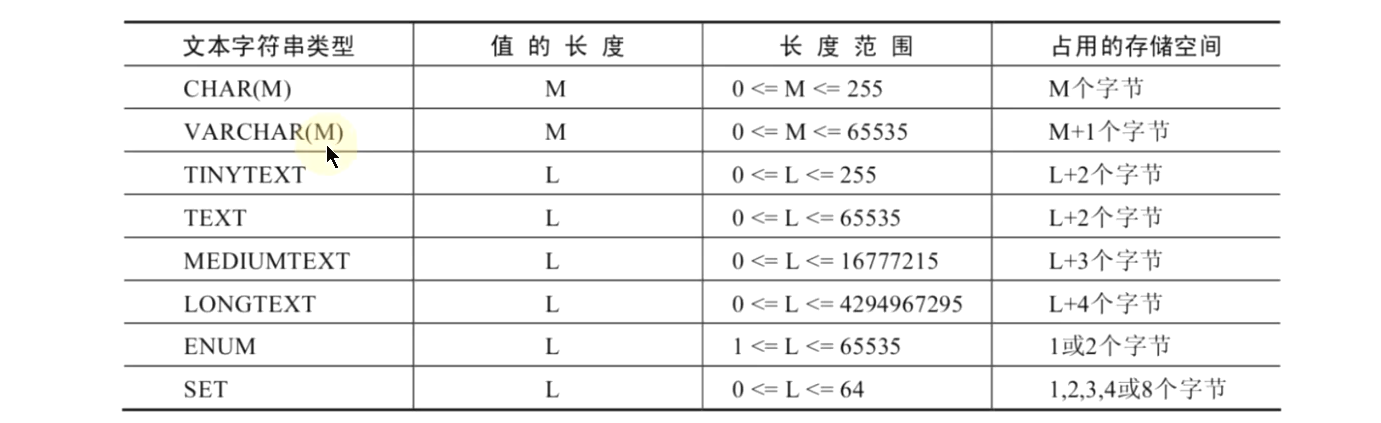 文本字符串类型 值的长度 长度范围 占用的存储空间
CHAR(M) M 0 <= M <= 255 M个字节
VARCHAR(M) M 0 <= M <= 65535 M+1个字节
TINYTEXT L 0 <= L <= 255 L+2个字节
TEXT L 0 <= L <= 65535 L+2个字节
MEDIUMTEXT L 0 <= L <= 16777215 L+3个字节
LONGTEXT L 0 <= L <= 4294967295 L+4个字节
ENUM L 1 <= L <= 65535 1或2个字节
SET L 0 <= L <= 64 1,2,3,4或8个字节